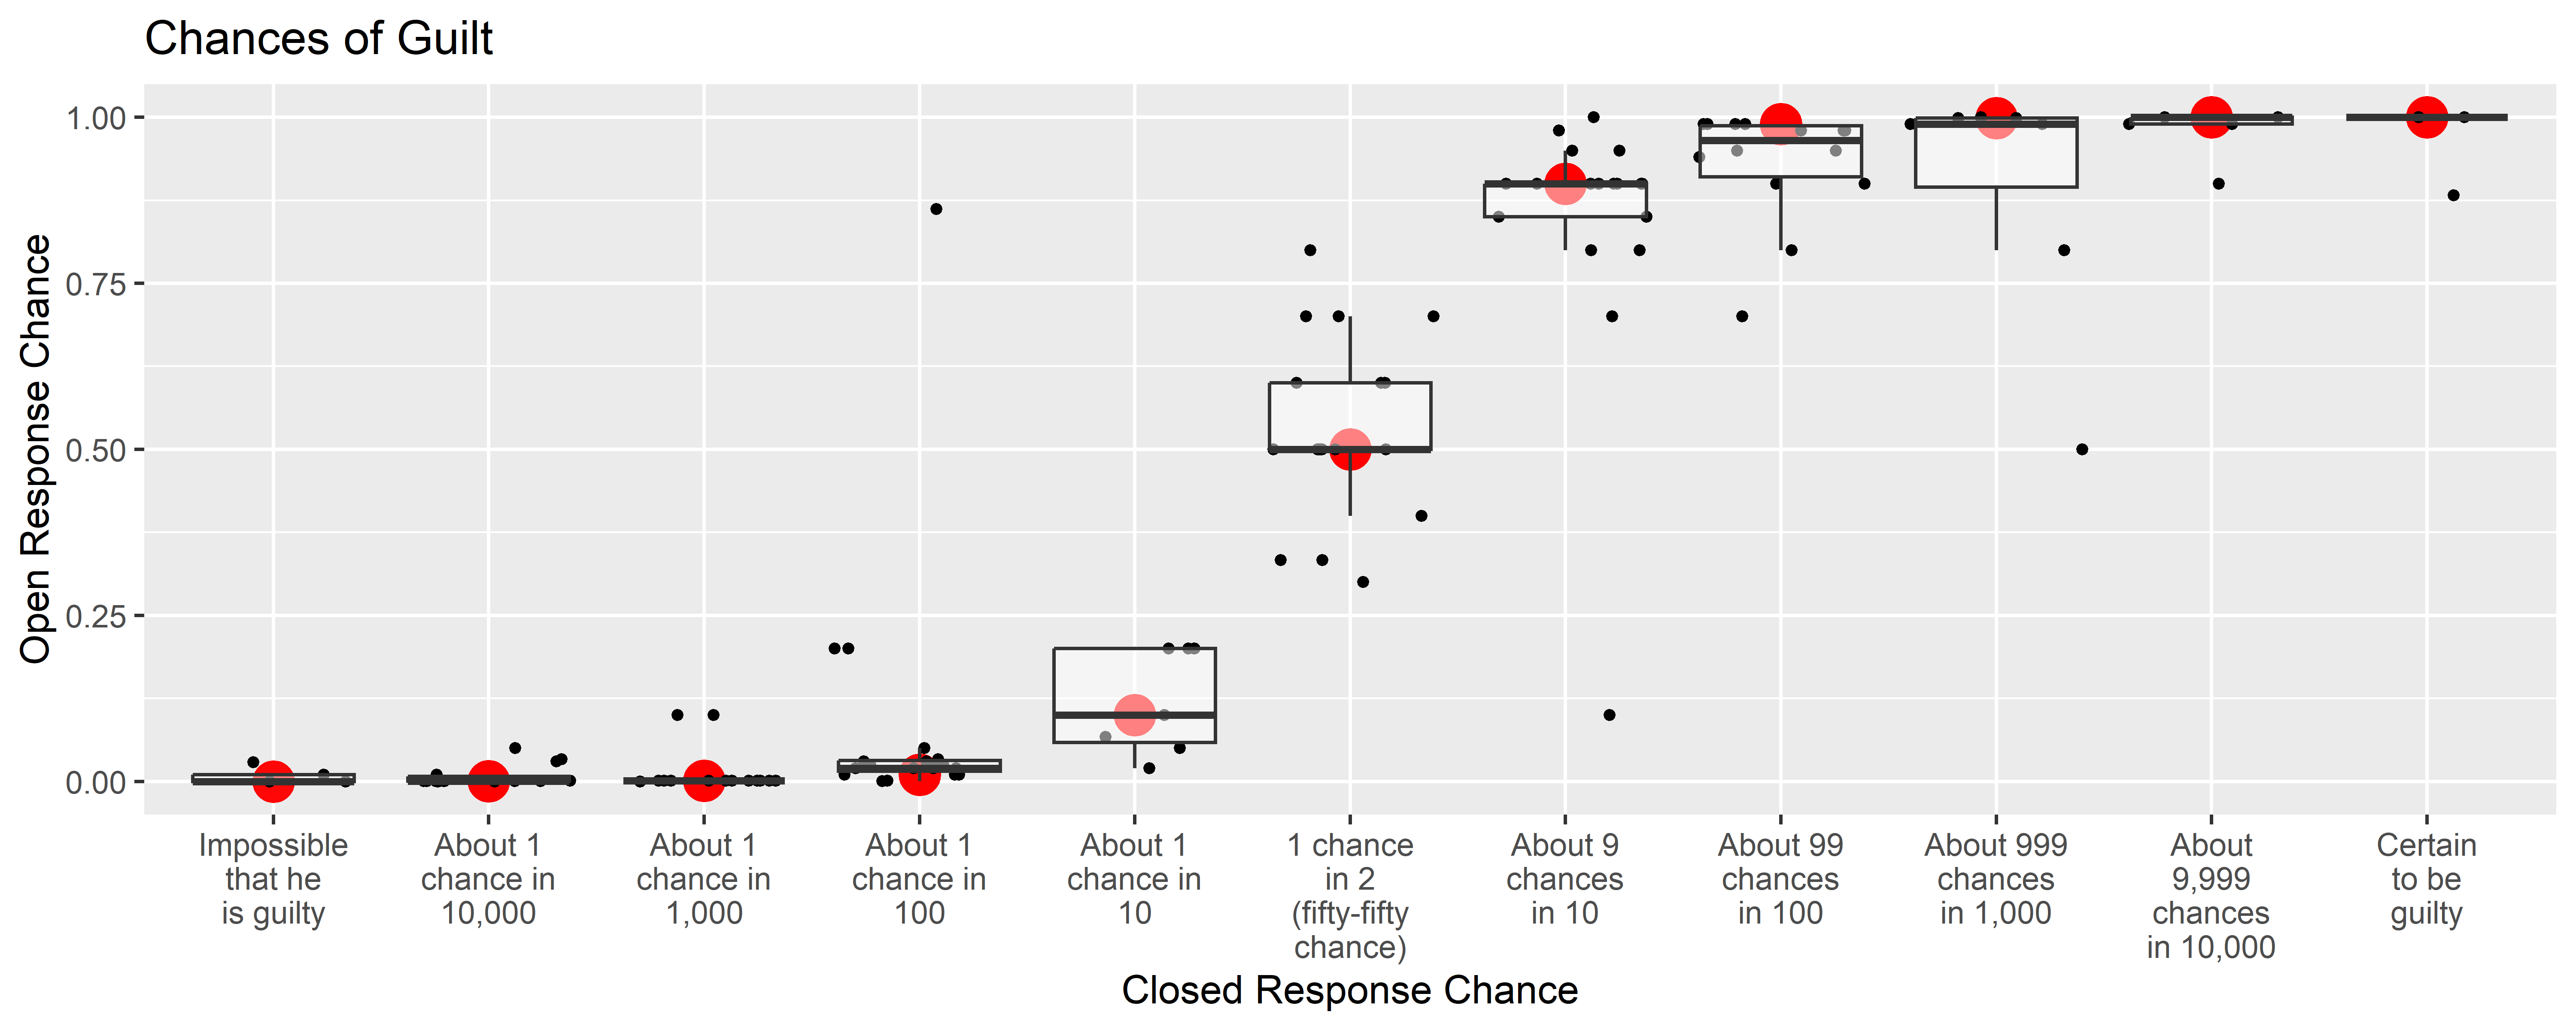 Chances of Guilt
Open Response Chance
1.00
0.75
0.50
0.25
0.00
Impossible
that he
is guilty
About 1
chance in
10,000
About 1
chance in
1,000
About 1
chance in
100
About 1
chance in
10
1 chance
in 2
(fifty-fifty
chance)
About 9
chances
in 10
About 99
chances
in 100
About 999
chances
in 1,000
About
9,999
chances
in 10,000
Certain
to be
guilty
Closed Response Chance